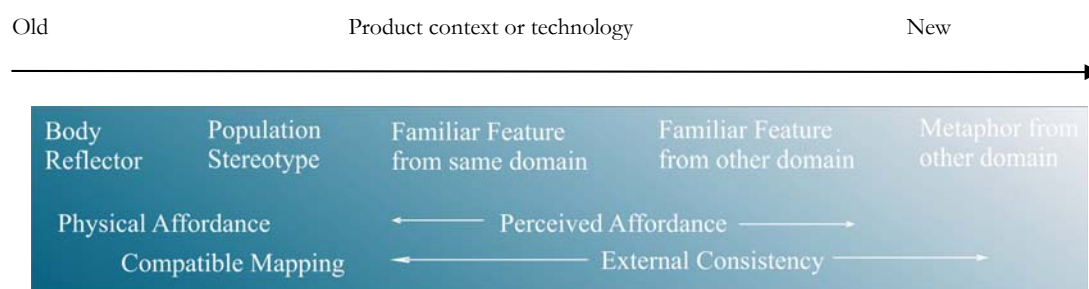 Old Product context or technology New
Body Population Familiar Feature Familiar Feature Metaphor from
Reflector Stereotype from same domain from other domain other domain
Physical Affordance Perceived Affordance
Compatible Mapping External Consistency